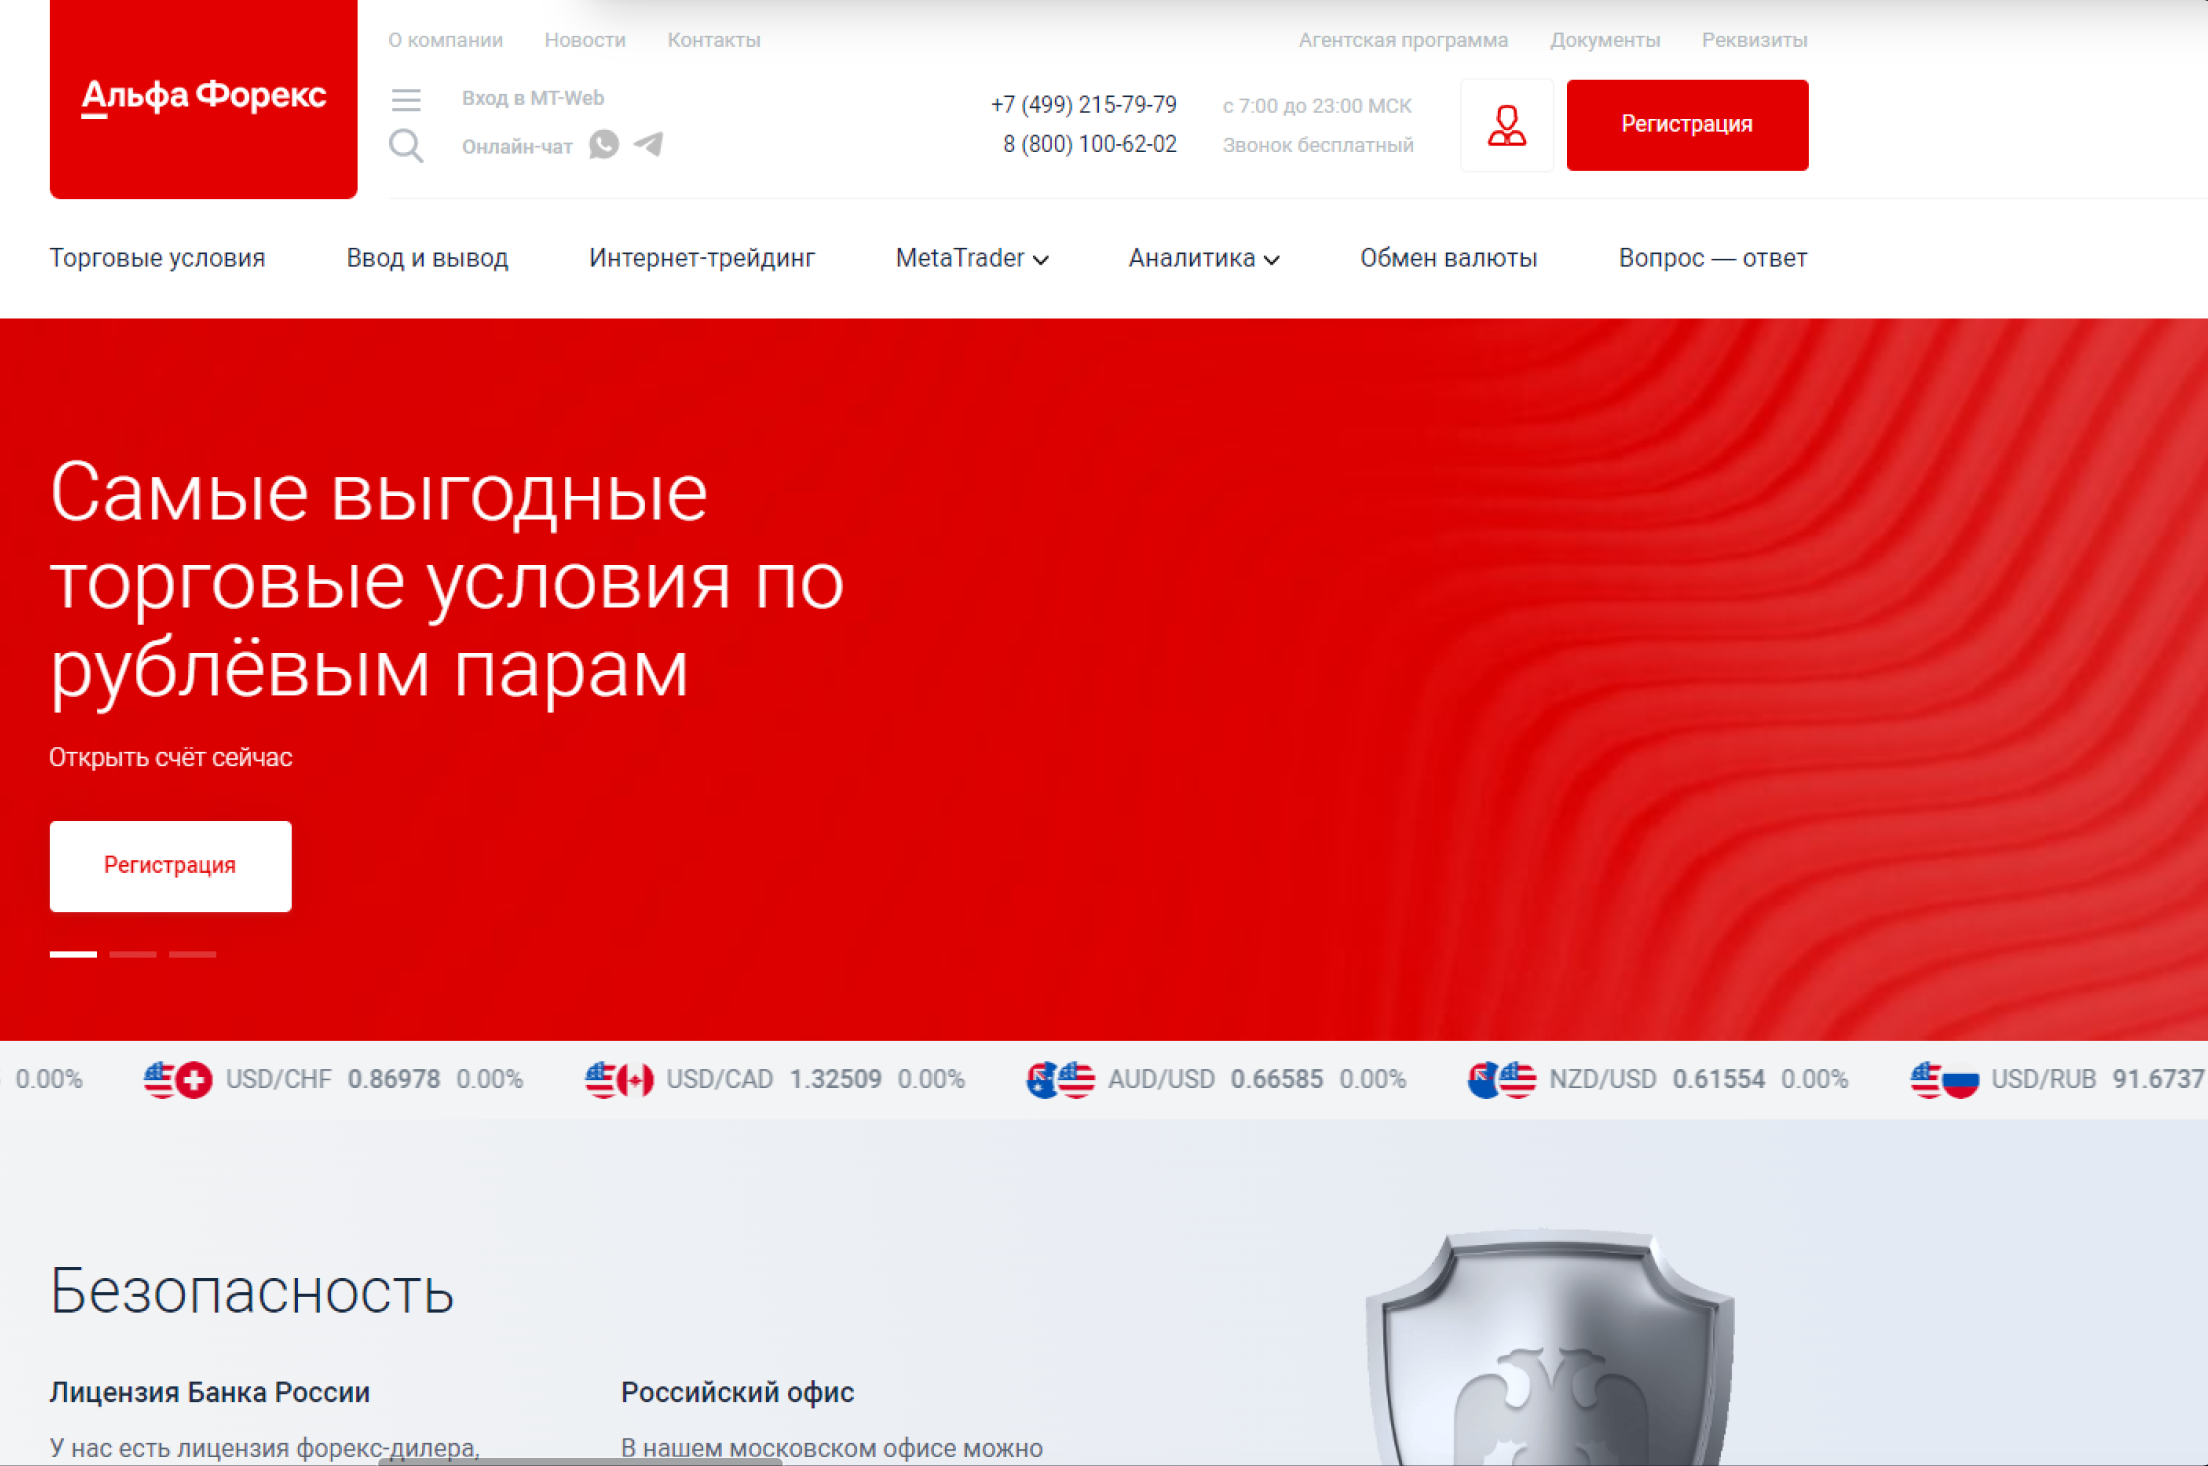 О компании Новости Контакты Агентская программа Документы Реквизиты
Альфа Форекс
Вход в MT-Web +7 (499) 215-79-79 с 7:00 до 23:00 МСК
Онлайн-чат 8 (800) 100-62-02 Звонок бесплатный
Регистрация
Торговые условия Ввод и вывод Интернет-трейдинг MetaTrader Аналитика Обмен валюты Вопрос — ответ
Самые выгодные
торговые условия по
рублёвым парам
Открыть счёт сейчас
Регистрация
0.00% USD/CHF 0.86978 0.00% USD/CAD 1.32509 0.00% AUD/USD 0.66585 0.00% NZD/USD 0.61554 0.00% USD/RUB 91.6737
Безопасность
Лицензия Банка России Российский офис
У нас есть лицензия форекс-дилера, В нашем московском офисе можно